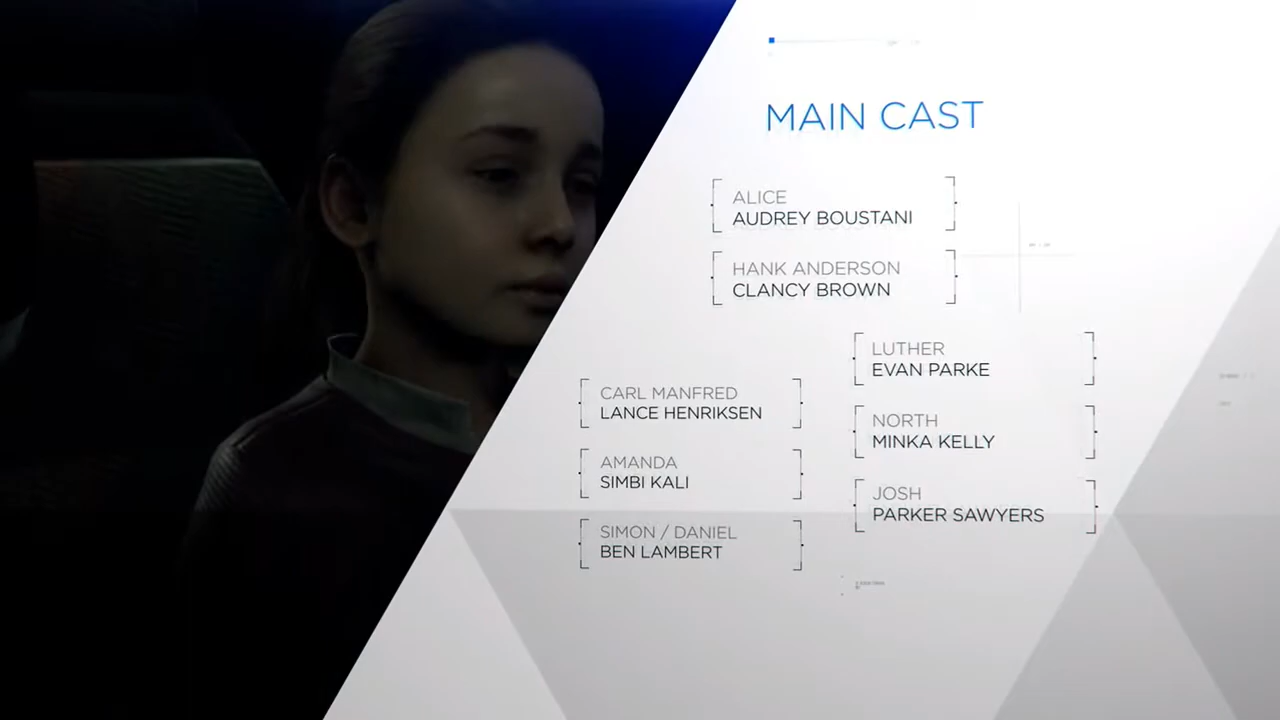 MAIN CAST
ALICE
AUDREY BOUSTANI
HANK ANDERSON
CLANCY BROWN
LUTHER
EVAN PARKE
CARL MANFRED
LANCE HENRIKSEN
NORTH
MINKA KELLY
AMANDA
SIMBI KALI
JOSH
PARKER SAWYERS
SIMON / DANIEL
BEN LAMBERT